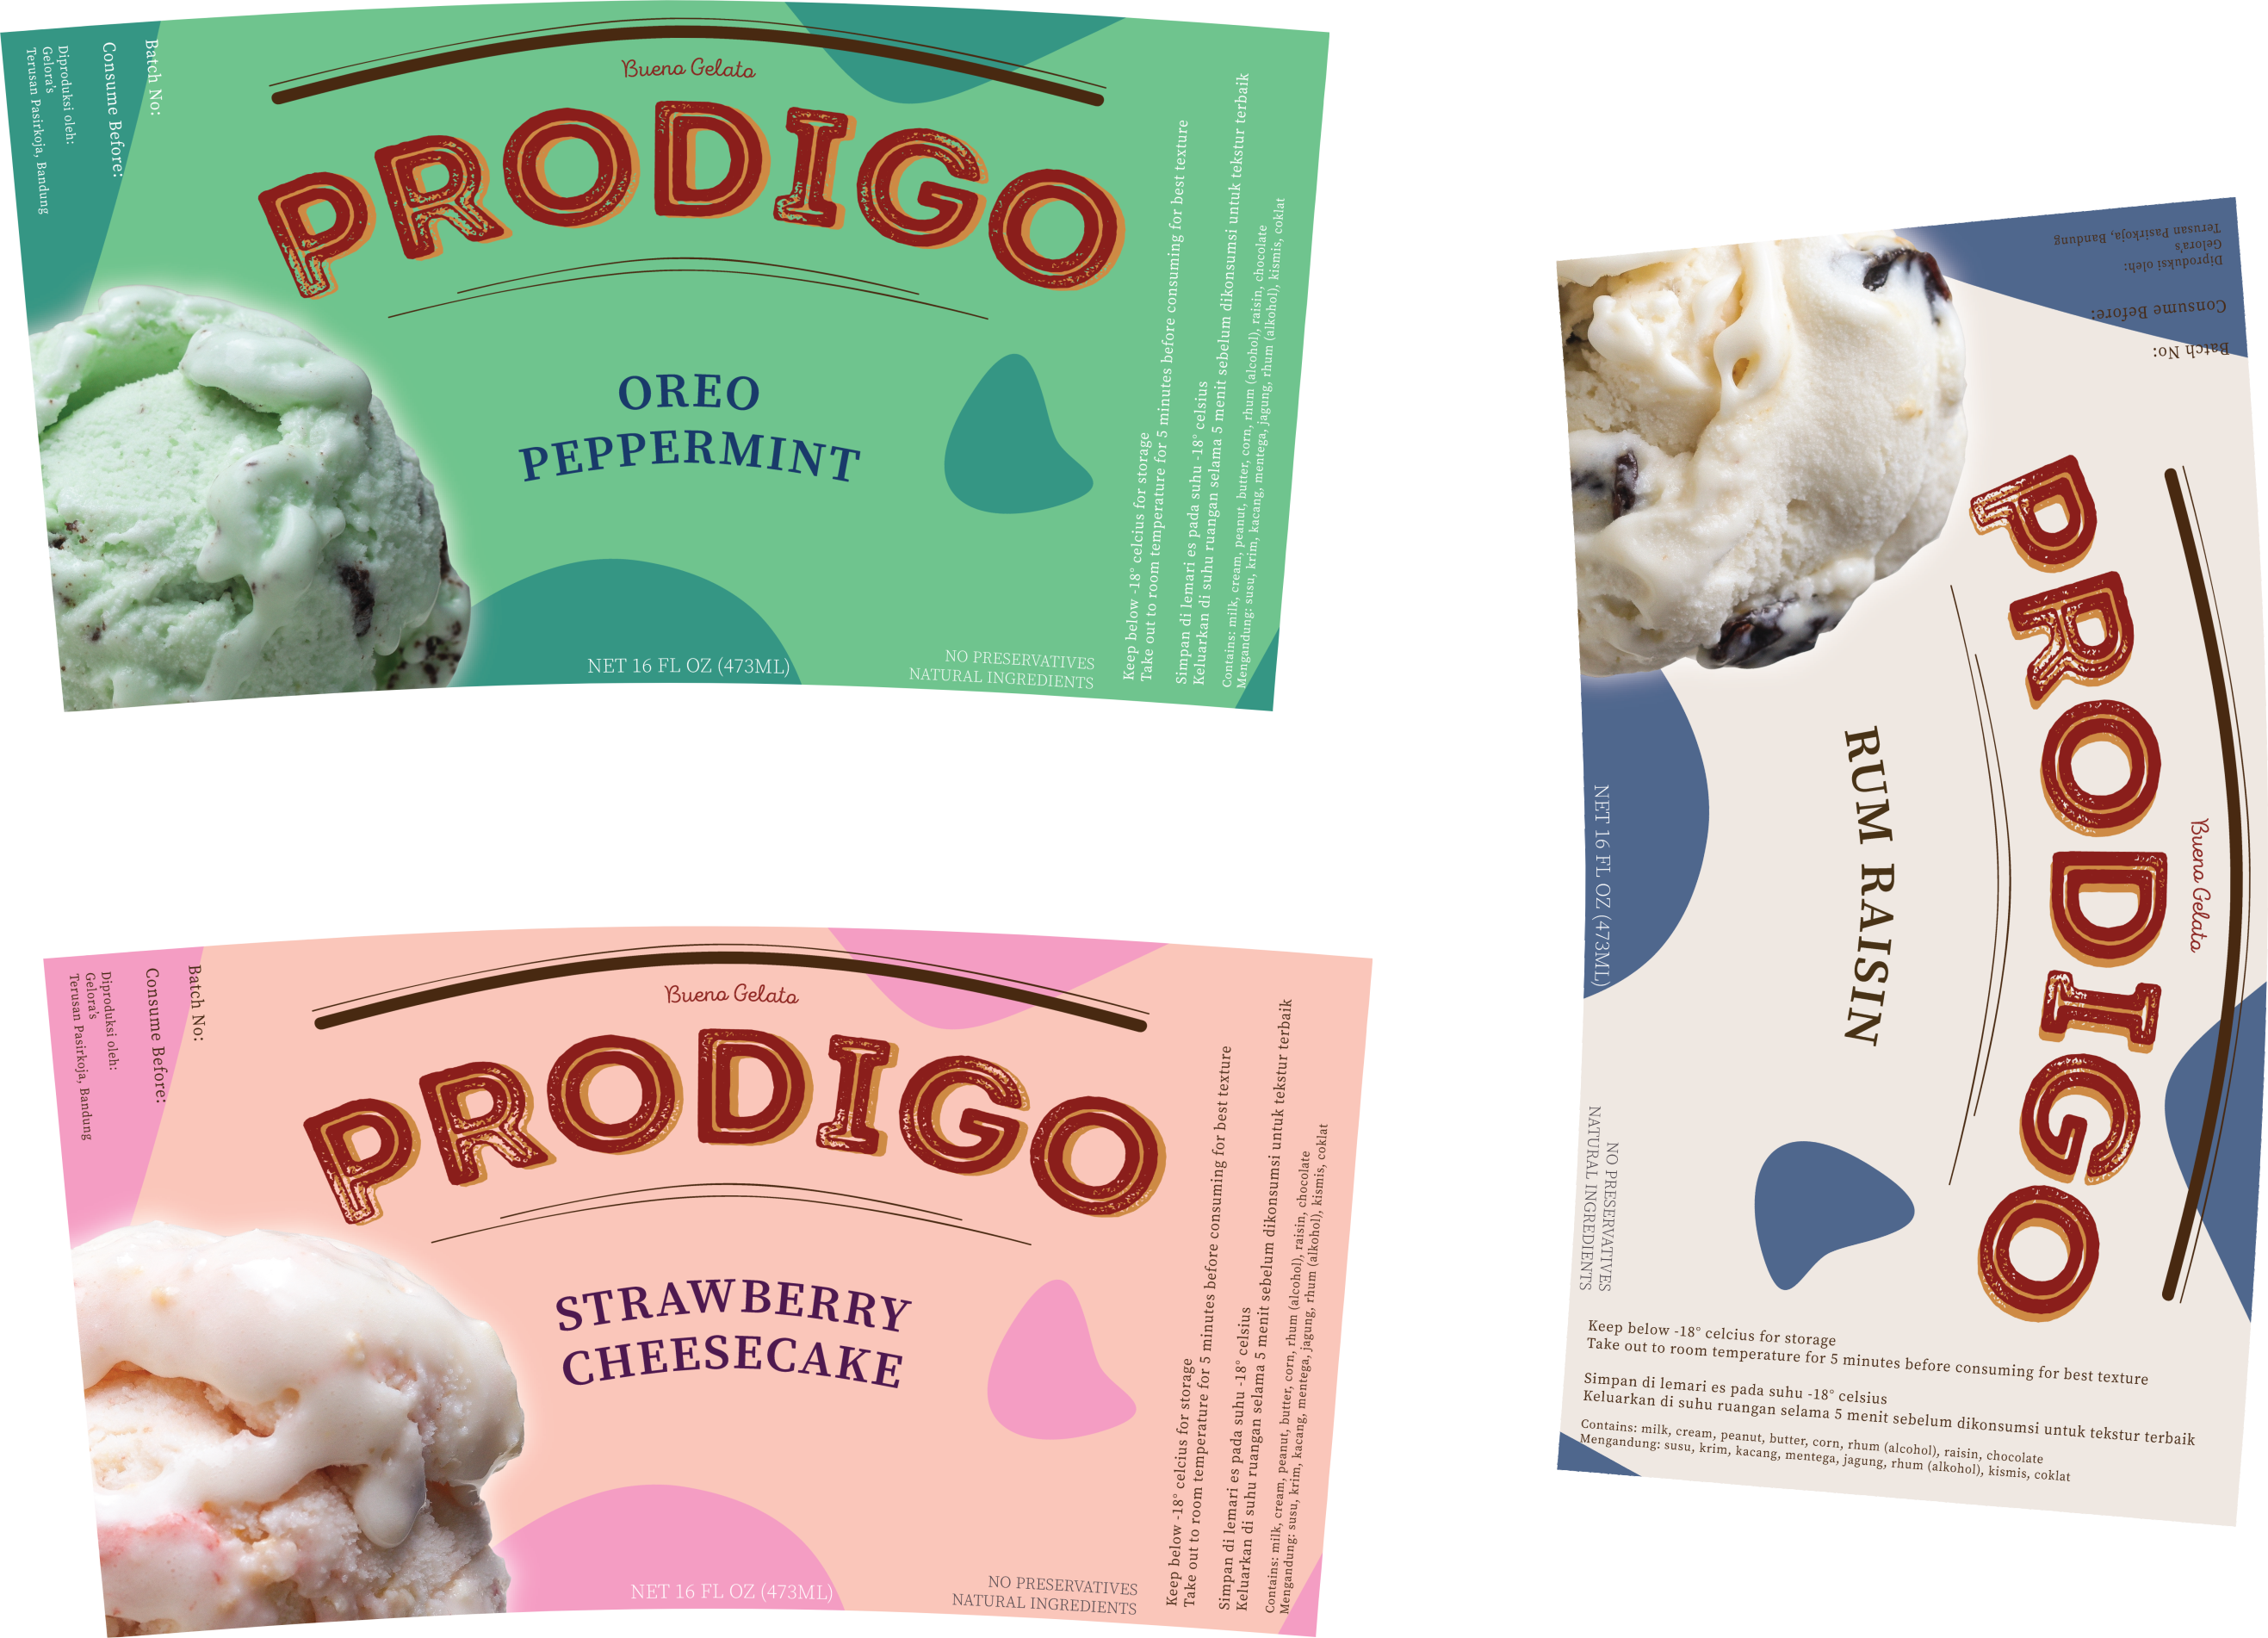 Bueno Gelato
PRODIGO
OREO
PEPPERMINT
NET 16 FL OZ (473ML)
NO PRESERVATIVES
NATURAL INGREDIENTS
Keep below -18° celcius for storage
Take out to room temperature for 5 minutes before consuming for best texture
Simpan di lemari es pada suhu -18° celsius
Keluarkan di suhu ruangan selama 5 menit sebelum dikonsumsi untuk tekstur terbaik
Contains: milk, cream, peanut, butter, corn, rhum (alcohol), raisin, chocolate
Mengandung: susu, krim, kacang, mentega, jagung, rhum (alkohol), kismis, coklat
Batch No:
Consume Before:
Diproduksi oleh:
Gelora's
Terusan Pasirkoja, Bandung
Bueno Gelato
PRODIGO
STRAWBERRY
CHEESECAKE
NET 16 FL OZ (473ML)
NO PRESERVATIVES
NATURAL INGREDIENTS
Keep below -18° celcius for storage
Take out to room temperature for 5 minutes before consuming for best texture
Simpan di lemari es pada suhu -18° celsius
Keluarkan di suhu ruangan selama 5 menit sebelum dikonsumsi untuk tekstur terbaik
Contains: milk, cream, peanut, butter, corn, rhum (alcohol), raisin, chocolate
Mengandung: susu, krim, kacang, mentega, jagung, rhum (alkohol), kismis, coklat
Batch No:
Consume Before:
Diproduksi oleh:
Gelora's
Terusan Pasirkoja, Bandung
Bueno Gelato
PRODIGO
RUM RAISIN
NET 16 FL OZ (473ML)
NO PRESERVATIVES
NATURAL INGREDIENTS
Keep below -18° celcius for storage
Take out to room temperature for 5 minutes before consuming for best texture
Simpan di lemari es pada suhu -18° celsius
Keluarkan di suhu ruangan selama 5 menit sebelum dikonsumsi untuk tekstur terbaik
Contains: milk, cream, peanut, butter, corn, rhum (alcohol), raisin, chocolate
Mengandung: susu, krim, kacang, mentega, jagung, rhum (alkohol), kismis, coklat
Batch No:
Consume Before:
Diproduksi oleh:
Gelora's
Terusan Pasirkoja, Bandung